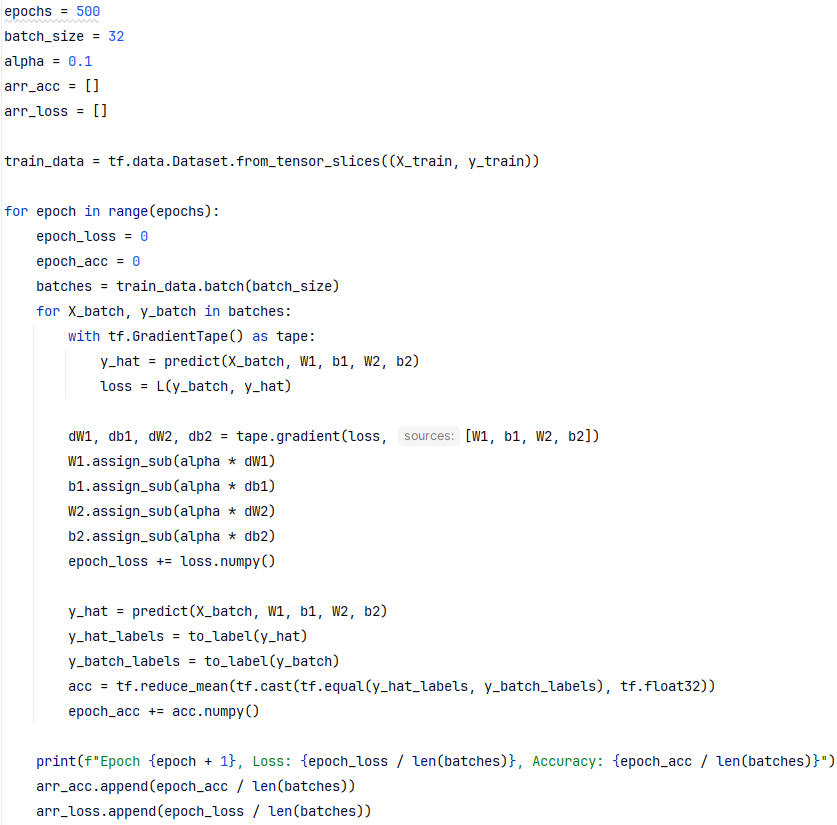 epochs = 500
batch_size = 32
alpha = 0.1
arr_acc = []
arr_loss = []

train_data = tf.data.Dataset.from_tensor_slices((X_train, y_train))

for epoch in range(epochs):
    epoch_loss = 0
    epoch_acc = 0
    batches = train_data.batch(batch_size)
    for X_batch, y_batch in batches:
        with tf.GradientTape() as tape:
            y_hat = predict(X_batch, W1, b1, W2, b2)
            loss = L(y_batch, y_hat)

        dW1, db1, dW2, db2 = tape.gradient(loss, sources: [W1, b1, W2, b2])
        W1.assign_sub(alpha * dW1)
        b1.assign_sub(alpha * db1)
        W2.assign_sub(alpha * dW2)
        b2.assign_sub(alpha * db2)
        epoch_loss += loss.numpy()

        y_hat = predict(X_batch, W1, b1, W2, b2)
        y_hat_labels = to_label(y_hat)
        y_batch_labels = to_label(y_batch)
        acc = tf.reduce_mean(tf.cast(tf.equal(y_hat_labels, y_batch_labels), tf.float32))
        epoch_acc += acc.numpy()

    print(f"Epoch {epoch + 1}, Loss: {epoch_loss / len(batches)}, Accuracy: {epoch_acc / len(batches)}")
    arr_acc.append(epoch_acc / len(batches))
    arr_loss.append(epoch_loss / len(batches))